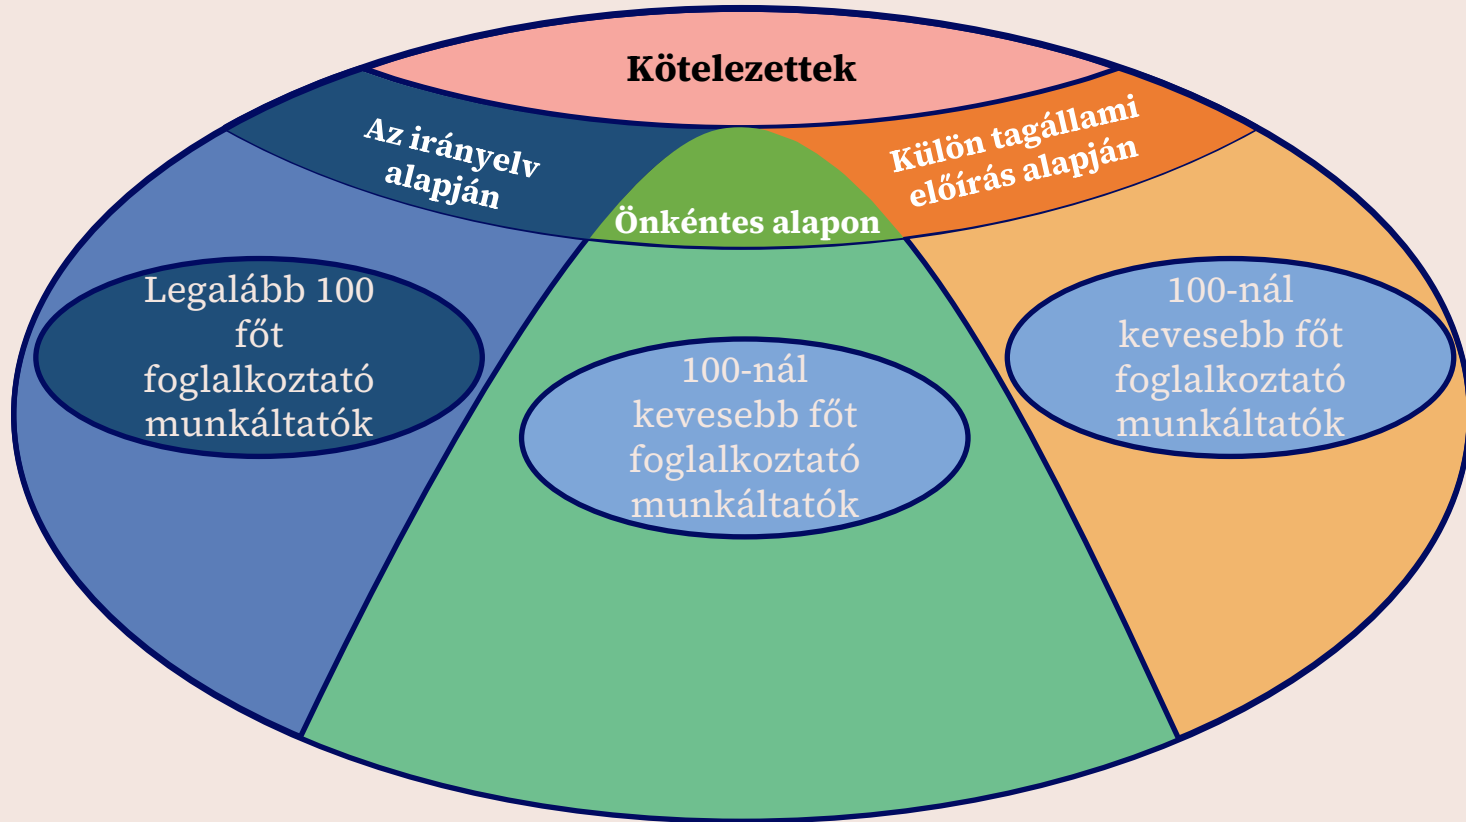 Kötelezettek
Az irányelv
alapján
Önkéntes alapon
Külön tagállami
előírás alapján
Legalább 100
főt
foglalkoztató
munkáltatók
100-nál
kevesebb főt
foglalkoztató
munkáltatók
100-nál
kevesebb főt
foglalkoztató
munkáltatók